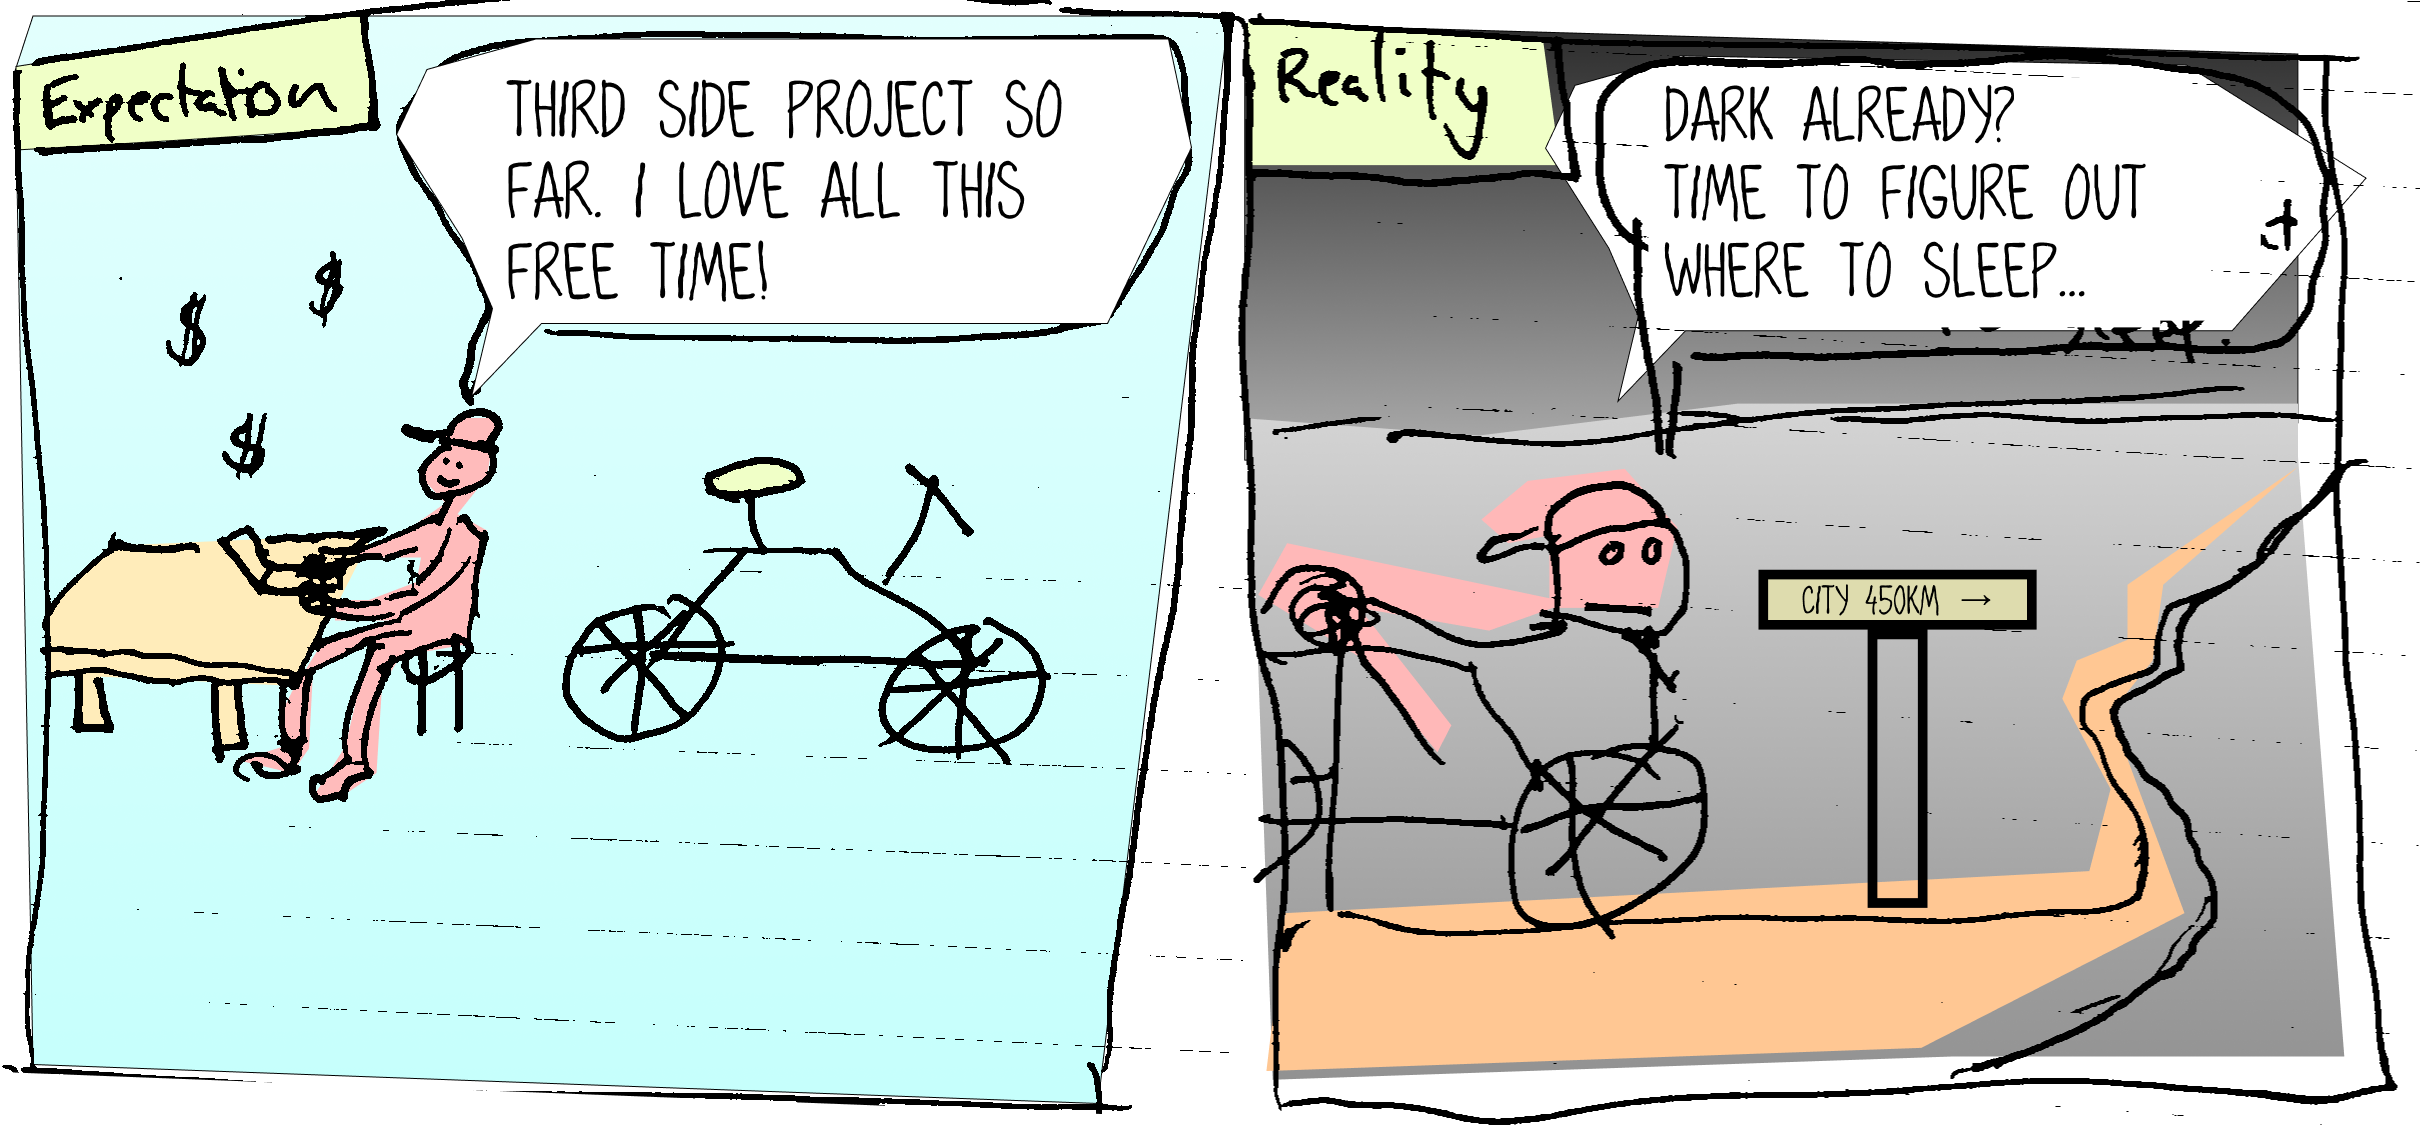 Expectation
THIRD SIDE PROJECT SO
FAR. I LOVE ALL THIS
FREE TIME!
$
$
$
Reality
DARK ALREADY?
TIME TO FIGURE OUT
WHERE TO SLEEP...
CITY 450KM →